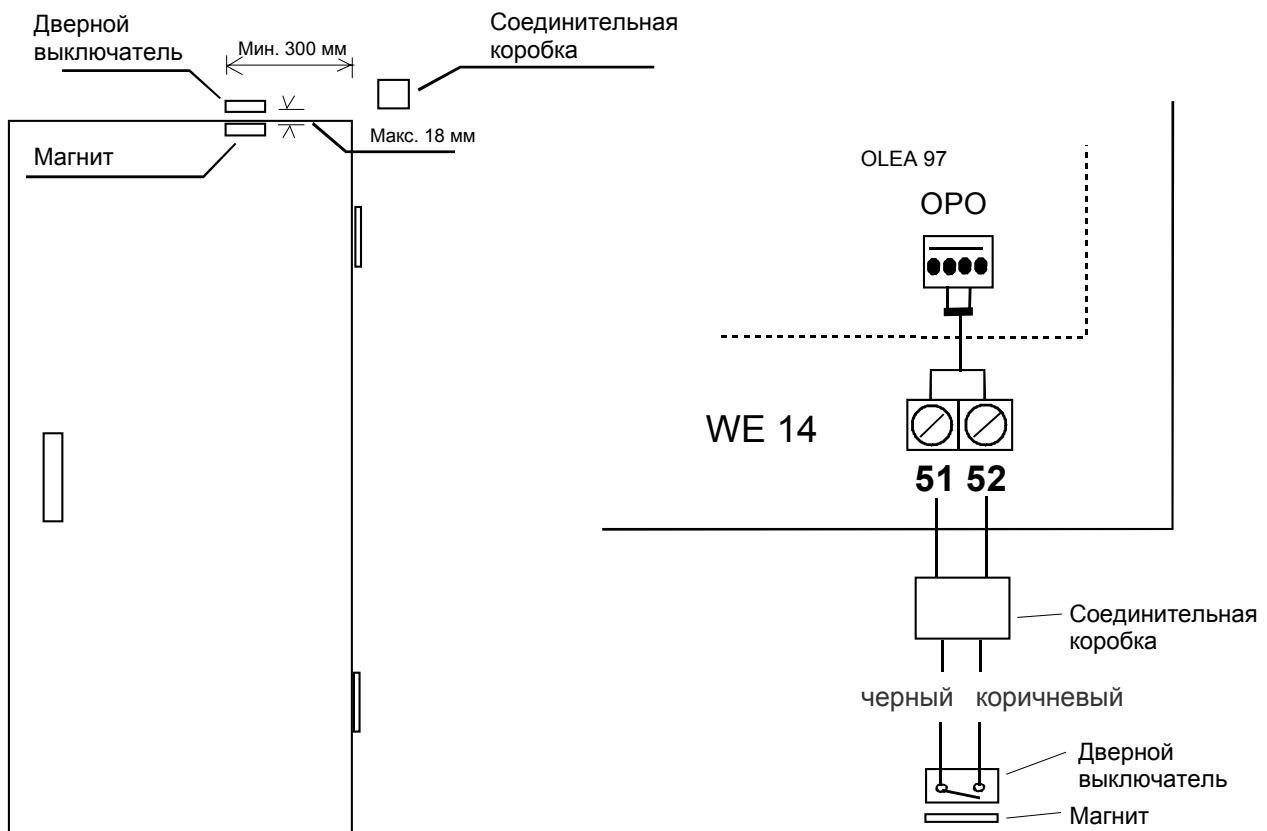 Дверной
выключатель
Мин. 300 мм
Соединительная
коробка
Макс. 18 мм
Магнит
OLEA 97
OPO
WE 14
51 52
Соединительная
коробка
черный коричневый
Дверной
выключатель
Магнит